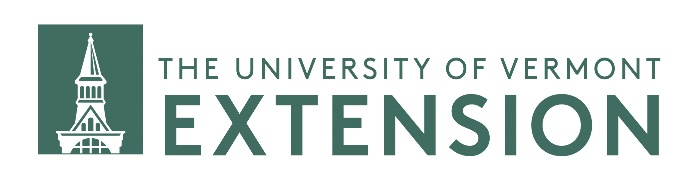 THE UNIVERSITY OF VERMONT
EXTENSION